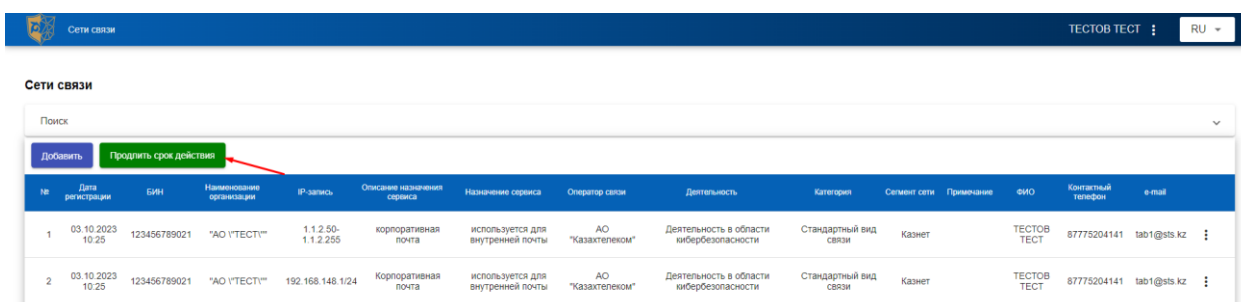 Сети связи
ТЕСТОВ ТЕСТ
RU
Сети связи
Поиск
Добавить
Продлить срок действия
№ Дата регистрации БИН Наименование организации IP-запись Описание назначения сервиса Назначение сервиса Оператор связи Деятельность Категория Сегмент сети Примечание ФИО Контактный телефон e-mail
1 03.10.2023 10:25 123456789021 "АО \"ТЕСТ\"" 1.1.2.50-1.1.2.255 корпоративная почта используется для внутренней почты АО "Казахтелеком" Деятельность в области кибербезопасности Стандартный вид связи Казнет ТЕСТОВ ТЕСТ 87775204141 tab1@sts.kz
2 03.10.2023 10:25 123456789021 "АО \"ТЕСТ\"" 192.168.148.1/24 Корпоративная почта используется для внутренней почты АО "Казахтелеком" Деятельность в области кибербезопасности Стандартный вид связи Казнет ТЕСТОВ ТЕСТ 87775204141 tab1@sts.kz